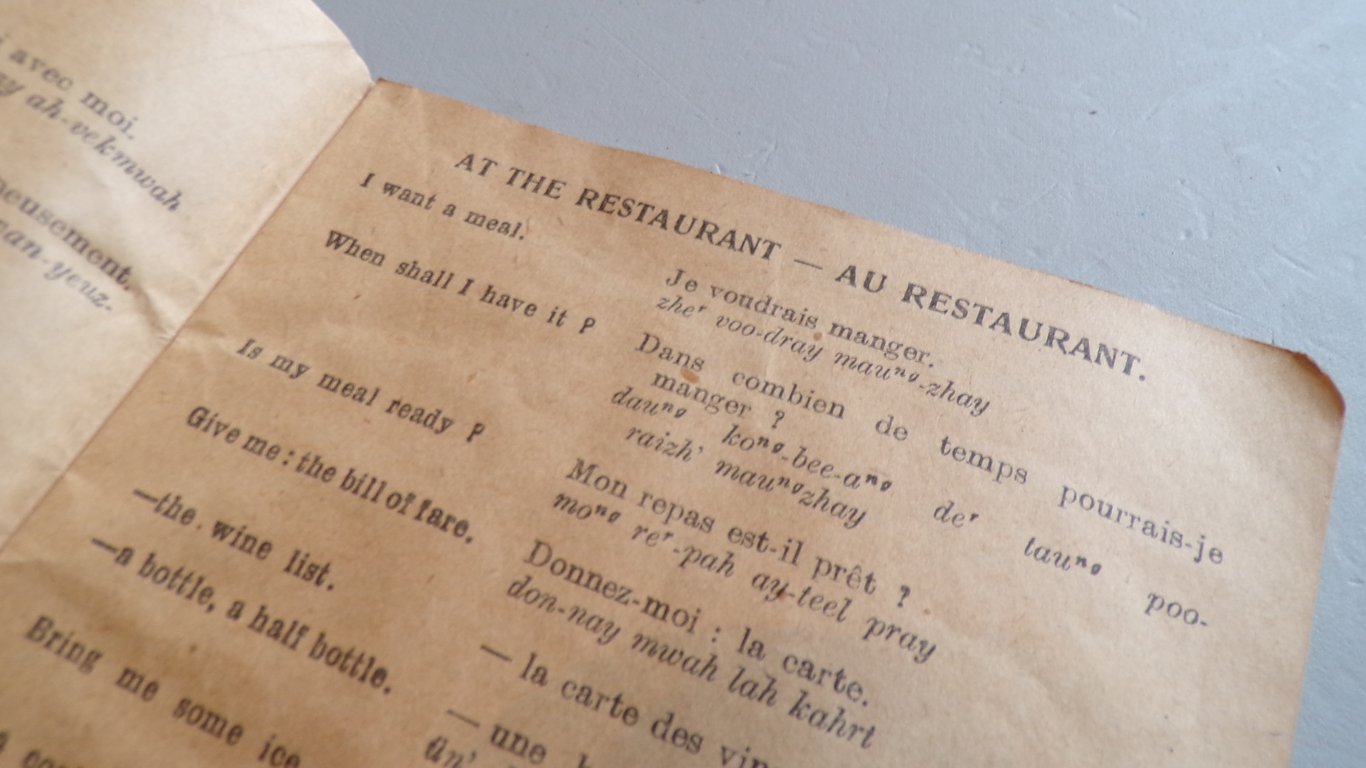 avec moi.
ah-vekmwah
AT THE RESTAURANT — AU RESTAURANT.
I want a meal.
Je voudrais manger.
zheʳ voo-dray mauⁿᵍ-zhay
When shall I have it ?
Dans combien de temps pourrais-je
manger ?
dauⁿᵍ koⁿᵍ-bee-aⁿᵍ deʳ tauⁿᵍ poo-
raizh' mauⁿᵍzhay
Is my meal ready ?
Mon repas est-il prêt ?
moⁿᵍ reʳ-pah ay-teel pray
Give me : the bill of fare.
Donnez-moi : la carte.
don-nay mwah lah kahrt
—the wine list.
— la carte des
—a bottle, a half bottle.
— une
ün'
Bring me some ice